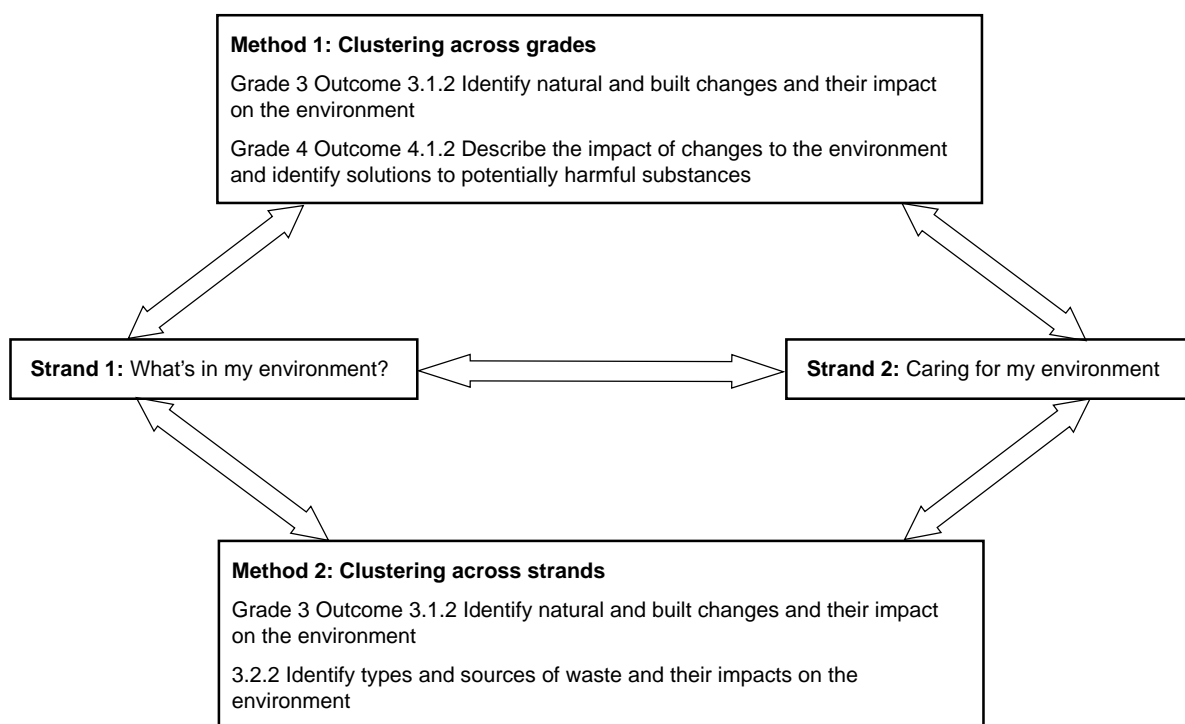 Method 1: Clustering across grades
Grade 3 Outcome 3.1.2 Identify natural and built changes and their impact
on the environment
Grade 4 Outcome 4.1.2 Describe the impact of changes to the environment
and identify solutions to potentially harmful substances
Strand 1: What’s in my environment?
Strand 2: Caring for my environment
Method 2: Clustering across strands
Grade 3 Outcome 3.1.2 Identify natural and built changes and their impact
on the environment
3.2.2 Identify types and sources of waste and their impacts on the
environment